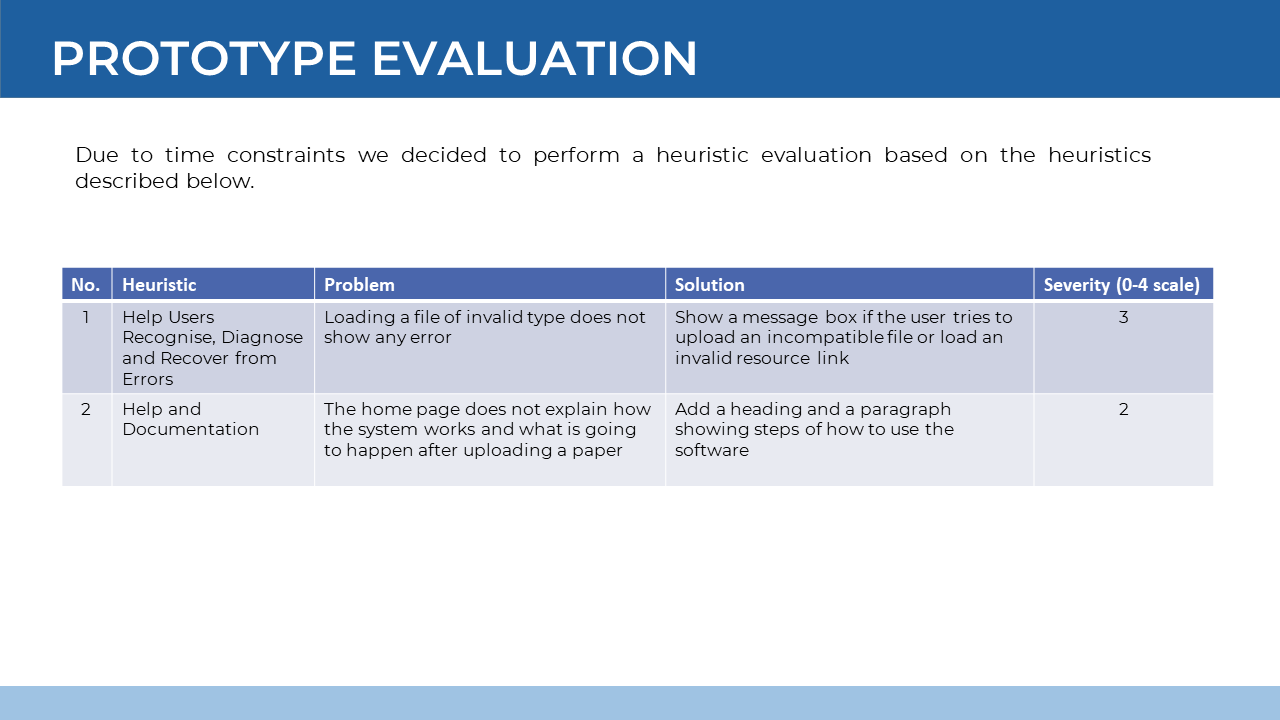 PROTOTYPE EVALUATION
Due to time constraints we decided to perform a heuristic evaluation based on the heuristics
described below.
No. Heuristic Problem Solution Severity (0-4 scale)
1 Help Users Loading a file of invalid type does not Show a message box if the user tries to 3
Recognise, Diagnose show any error upload an incompatible file or load an
and Recover from invalid resource link
Errors
2 Help and The home page does not explain how Add a heading and a paragraph 2
Documentation the system works and what is going showing steps of how to use the
to happen after uploading a paper software